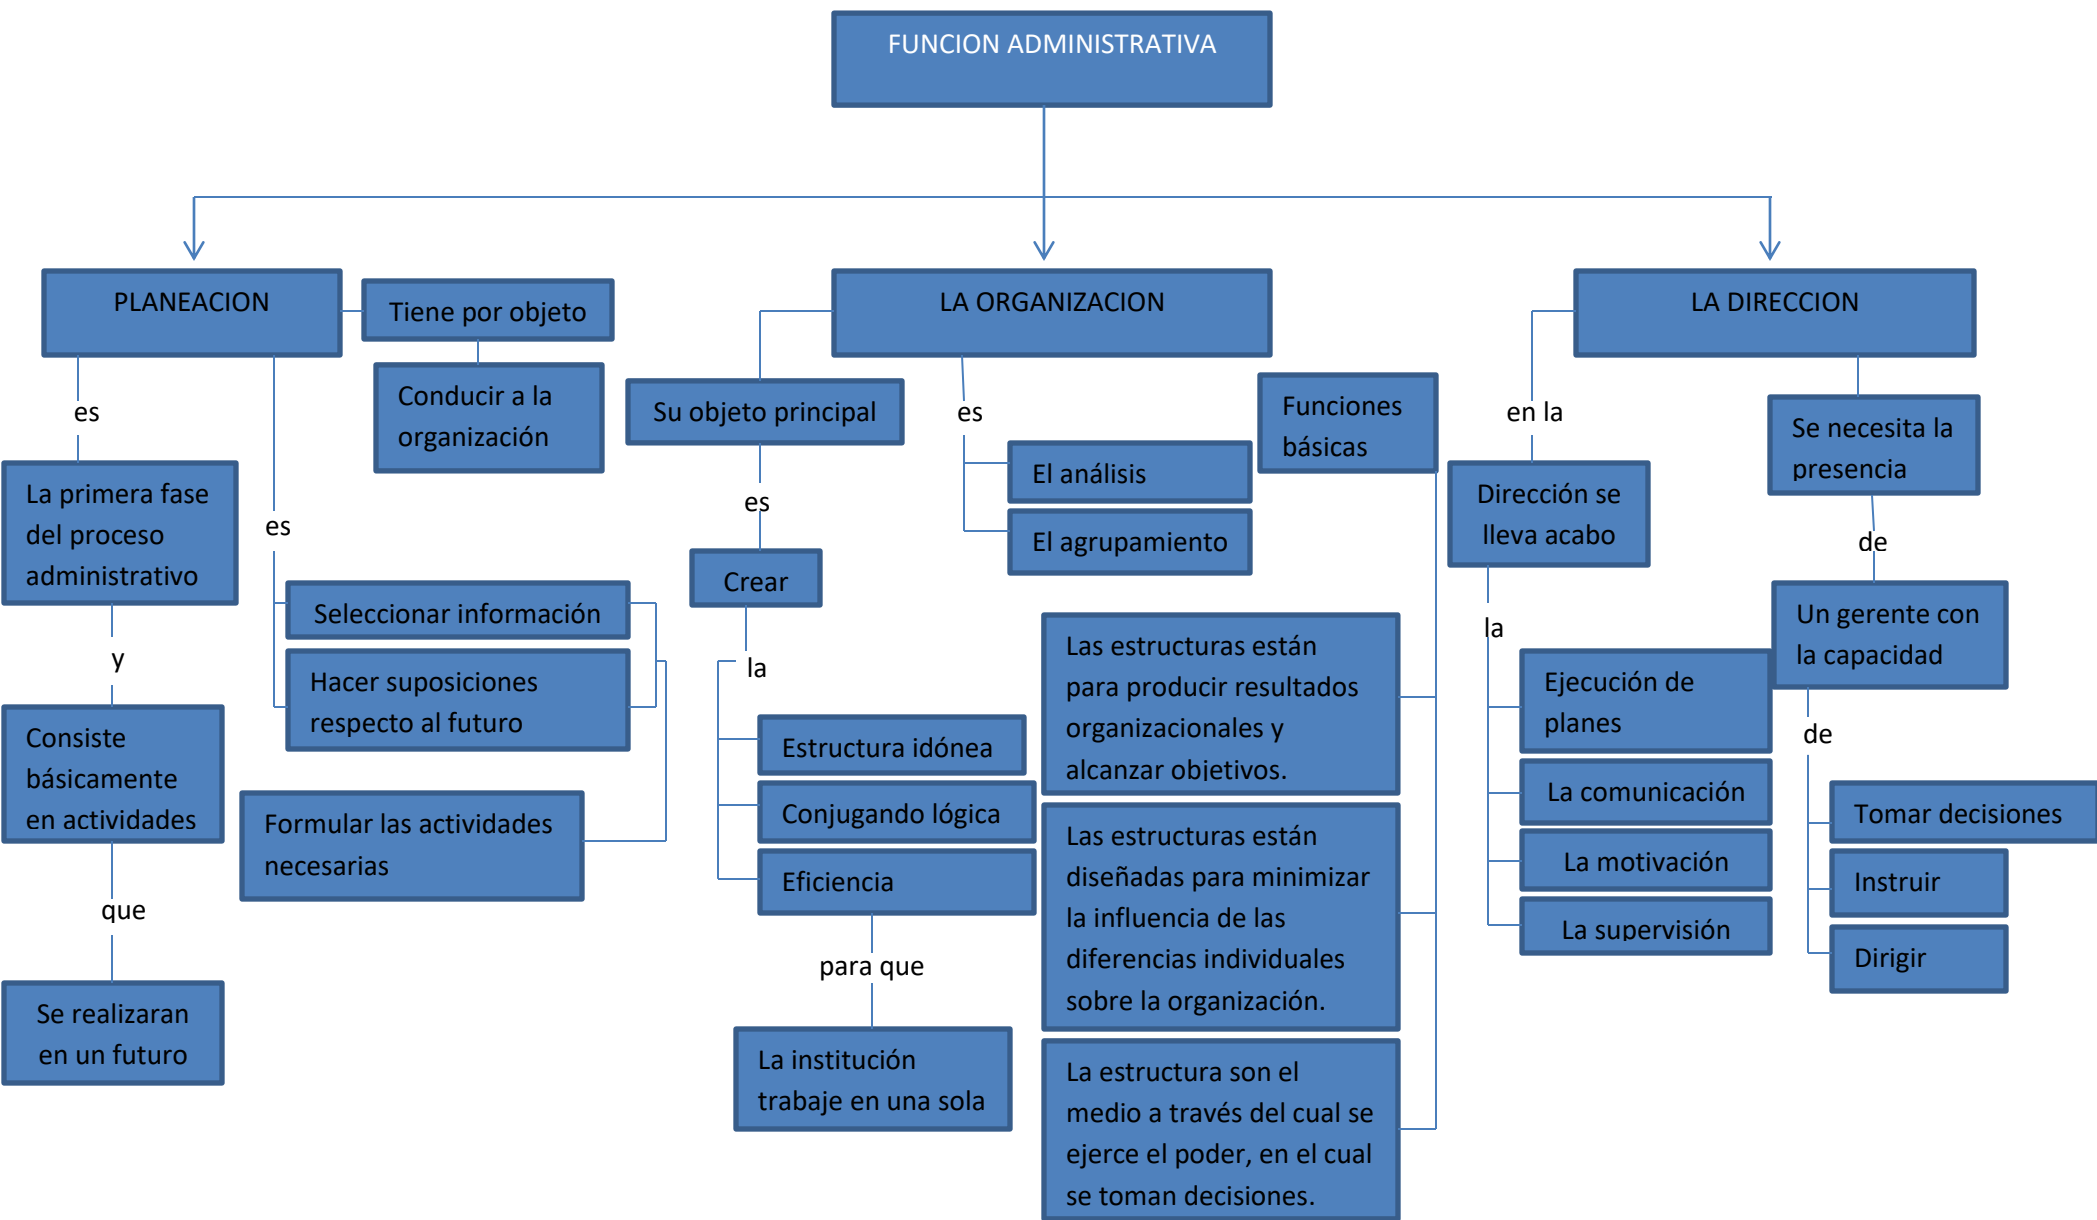 FUNCION ADMINISTRATIVA
PLANEACION
Tiene por objeto
Conducir a la
organización
es
La primera fase
del proceso
administrativo
y
Consiste
básicamente
en actividades
que
Se realizaran
en un futuro
es
Seleccionar información
Hacer suposiciones
respecto al futuro
Formular las actividades
necesarias
LA ORGANIZACION
Su objeto principal
es
Crear
la
Estructura idónea
Conjugando lógica
Eficiencia
para que
La institución
trabaje en una sola
es
El análisis
El agrupamiento
Funciones
básicas
Las estructuras están
para producir resultados
organizacionales y
alcanzar objetivos.
Las estructuras están
diseñadas para minimizar
la influencia de las
diferencias individuales
sobre la organización.
La estructura son el
medio a través del cual se
ejerce el poder, en el cual
se toman decisiones.
LA DIRECCION
en la
Dirección se
lleva acabo
la
Ejecución de
planes
La comunicación
La motivación
La supervisión
Se necesita la
presencia
de
Un gerente con
la capacidad
de
Tomar decisiones
Instruir
Dirigir